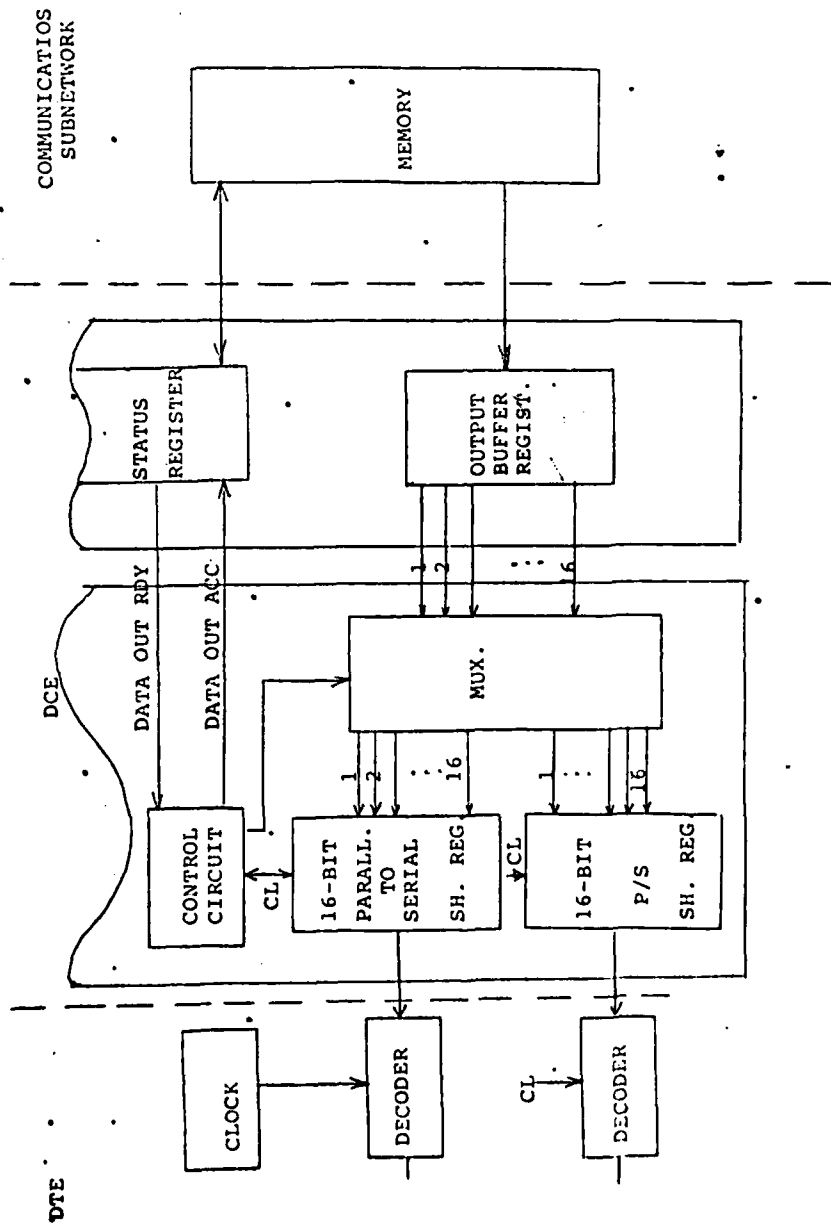 DTE
DCE
COMMUNICATIOS
SUBNETWORK
CLOCK
CONTROL
CIRCUIT
DATA OUT RDY
DATA OUT ACC
STATUS
REGISTER
CL
DECODER
16-BIT
PARALL.
TO
SERIAL
SH. REG.
1
2
16
MUX.
1
2
16
OUTPUT
BUFFER
REGIST.
MEMORY
CL
DECODER
CL
16-BIT
P/S
SH. REG.
1
16